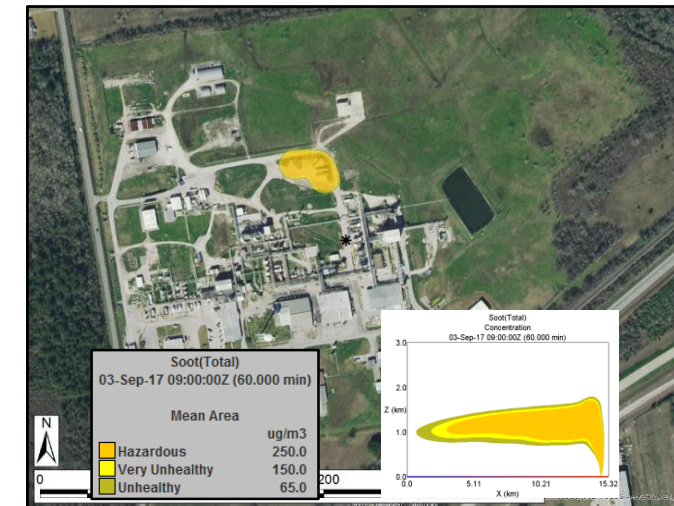 Soot(Total)
Concentration
03-Sep-17 09:00:00Z (60.000 min)
3.0
2.0
Z (km)
1.0
0.0
0.0 5.11 10.21 15.32
X (km)
Soot(Total)
03-Sep-17 09:00:00Z (60.000 min)
Mean Area
ug/m3
Hazardous 250.0
Very Unhealthy 150.0
Unhealthy 65.0
N
0
200